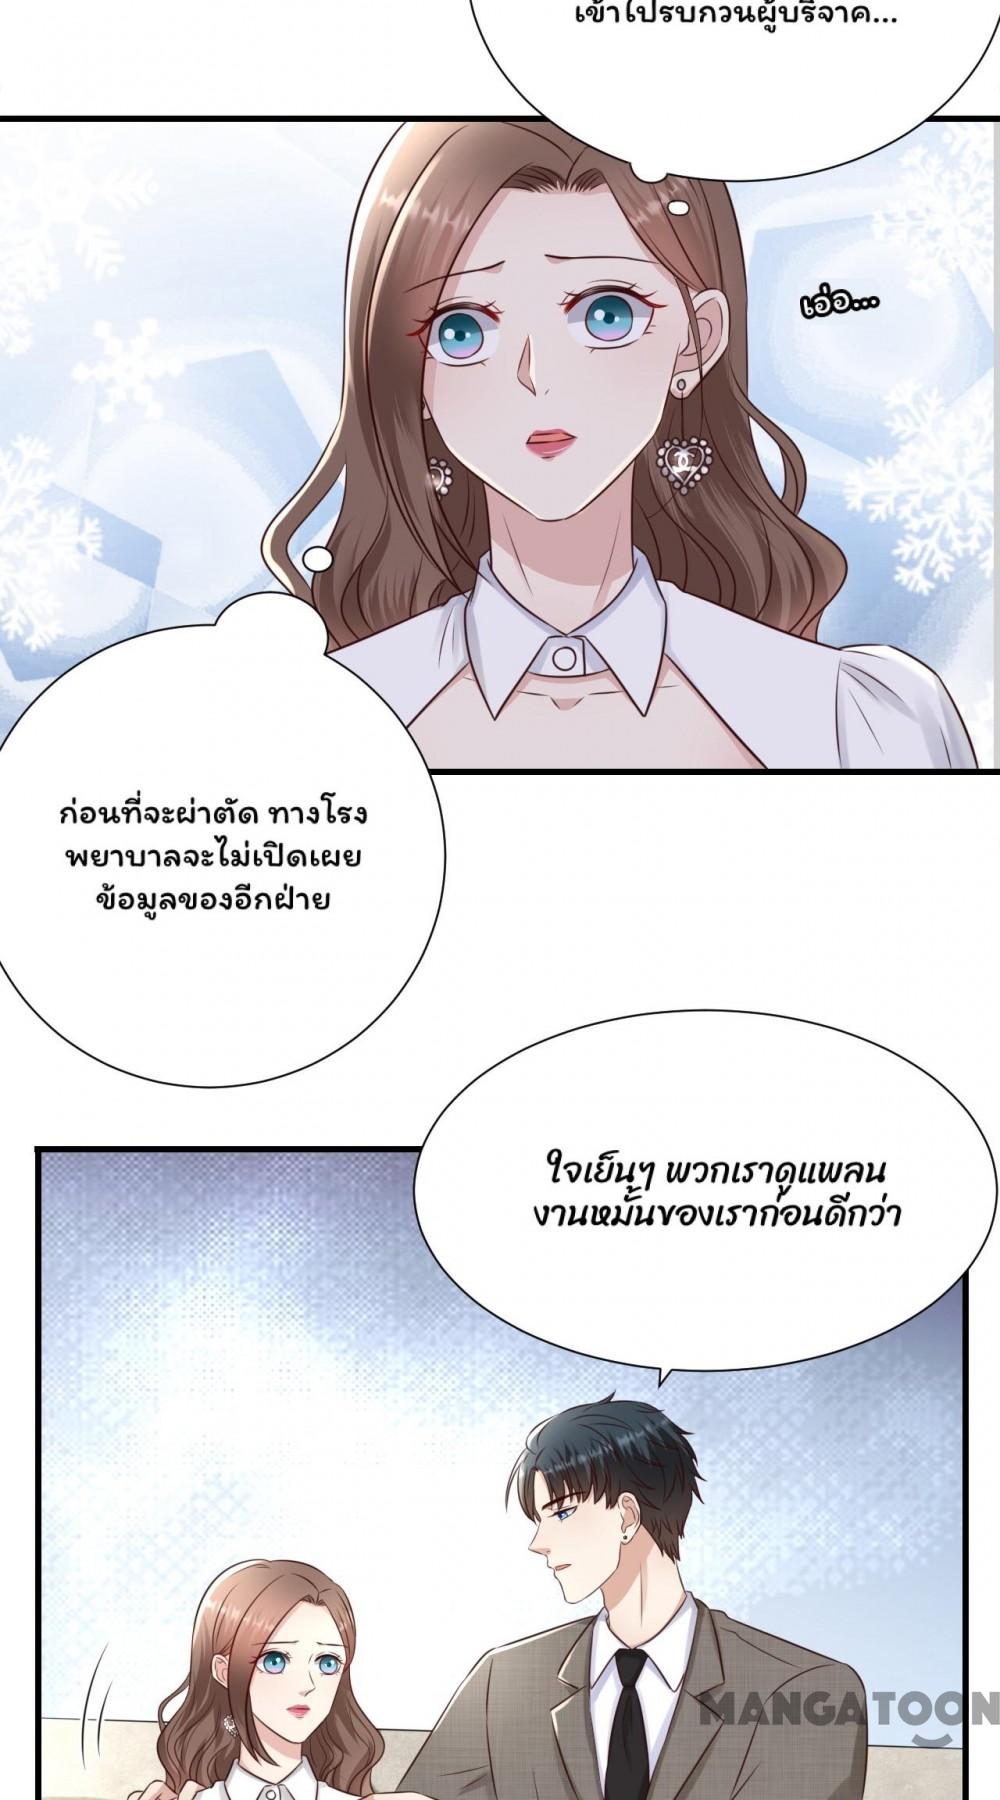 เข้าไปรบกวนผู้บริจาค...
เอ่อ...
ก่อนที่จะผ่าตัด ทางโรง
พยาบาลจะไม่เปิดเผย
ข้อมูลของอีกฝ่าย
ใจเย็นๆ พวกเราดูแพลน
งานหมั้นของเราก่อนดีกว่า
MANGATOON